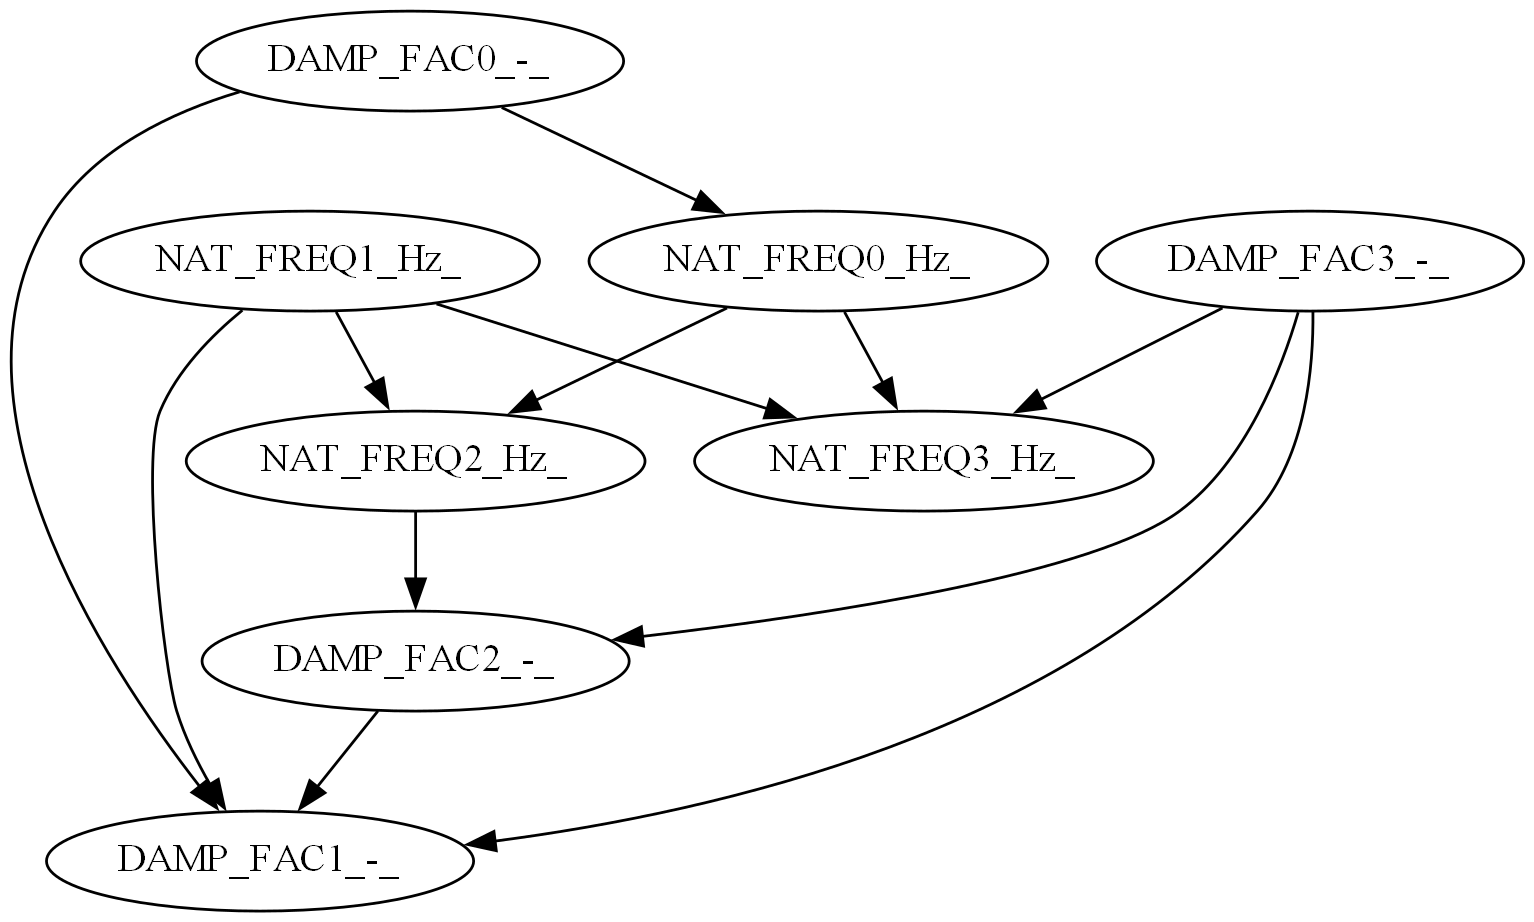 DAMP_FAC0_-_
NAT_FREQ1_Hz_
NAT_FREQ0_Hz_
DAMP_FAC3_-_
NAT_FREQ2_Hz_
NAT_FREQ3_Hz_
DAMP_FAC2_-_
DAMP_FAC1_-_